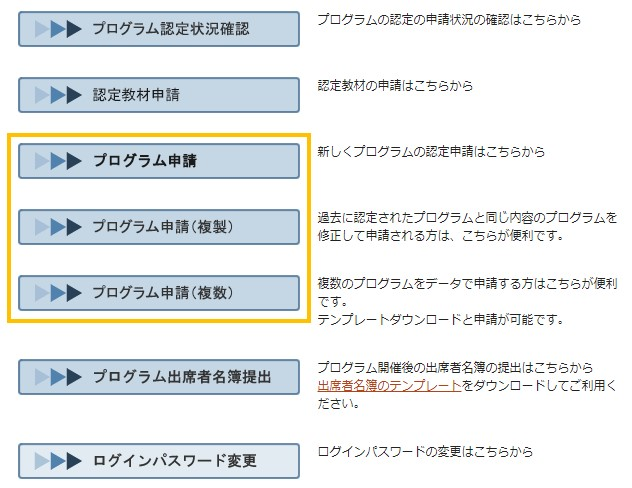 プログラム認定状況確認
プログラムの認定の申請状況の確認はこちらから
認定教材申請
認定教材の申請はこちらから
プログラム申請
新しくプログラムの認定申請はこちらから
プログラム申請(複製)
過去に認定されたプログラムと同じ内容のプログラムを
修正して申請される方は、こちらが便利です。
プログラム申請(複数)
複数のプログラムをデータで申請する方はこちらが便利
です。
テンプレートダウンロードと申請が可能です。
プログラム出席者名簿提出
プログラム開催後の出席者名簿の提出はこちらから
出席者名簿のテンプレートをダウンロードしてご利用く
ださい。
ログインパスワード変更
ログインパスワードの変更はこちらから